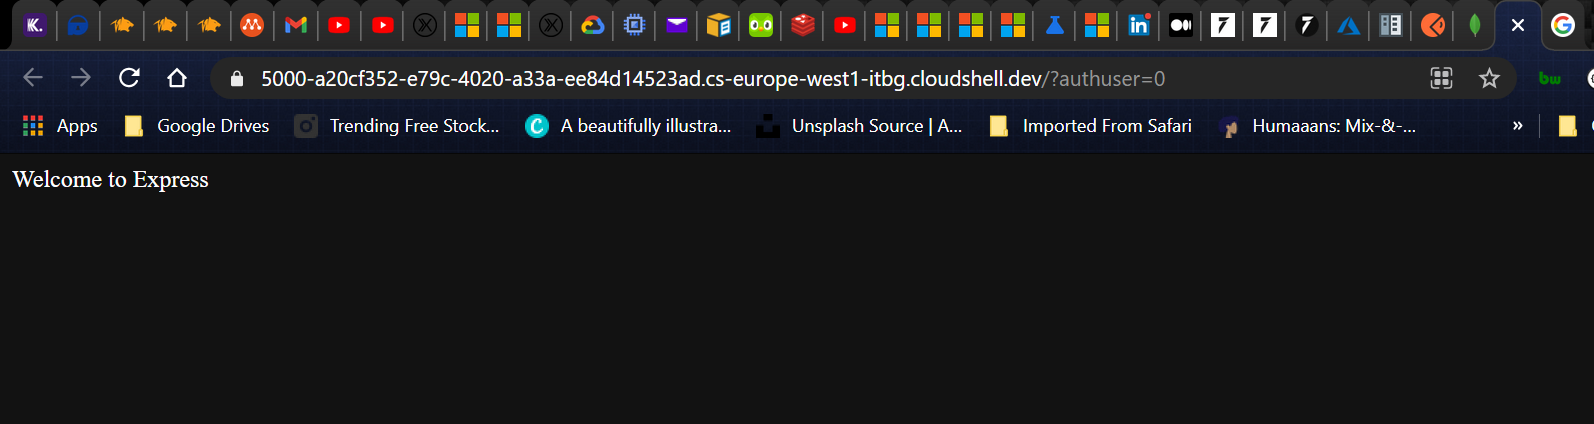 5000-a20cf352-e79c-4020-a33a-ee84d14523ad.cs-europe-west1-itbg.cloudshell.dev/?authuser=0
Apps Google Drives Trending Free Stock... A beautifully illustra... Unsplash Source | A... Imported From Safari Humaaans: Mix-&-... »
Welcome to Express